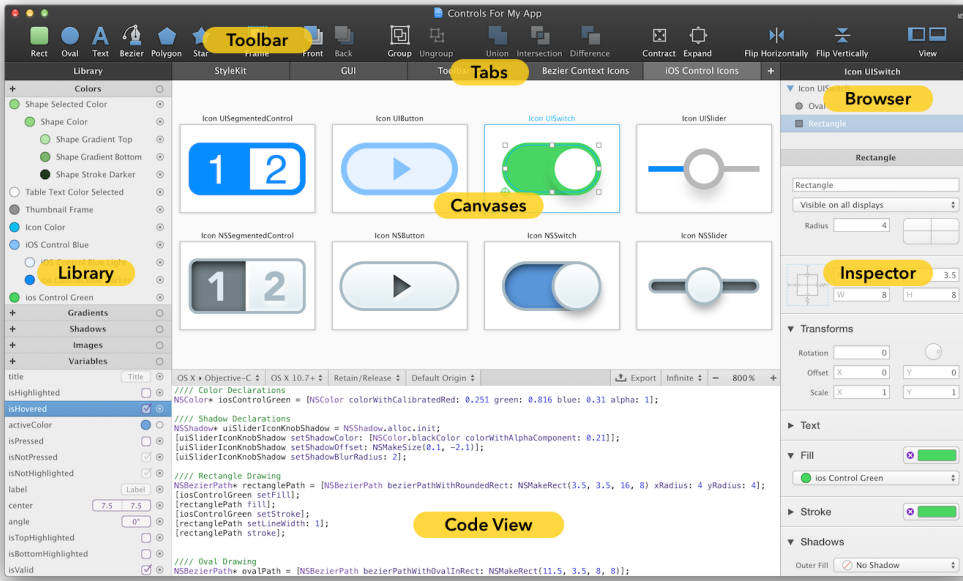 Controls For My App
Rect Oval Text Bezier Polygon Star Frame Front Back Group Ungroup Union Intersection Difference Contract Expand Flip Horizontally Flip Vertically View
Toolbar
Library StyleKit GUI Bezier Context Icons iOS Control Icons + Icon UISwitch
Tabs
+ Colors
Shape Selected Color
Shape Color
Shape Gradient Top
Shape Gradient Bottom
Shape Stroke Darker
Table Text Color Selected
Thumbnail Frame
Icon Color
iOS Control Blue
Library
ios Control Green
+ Gradients
+ Shadows
+ Images
+ Variables
title Title
isHighlighted
isHovered
activeColor
isPressed
isNotPressed
isNotHighlighted
label Label
center 7.5 7.5
angle 0°
isTopHighlighted
isBottomHighlighted
isValid
Icon UISegmentedControl Icon UIButton Icon UISwitch Icon UISlider
1 2
Canvases
Icon NSSegmentedControl Icon NSButton Icon NSSwitch Icon NSSlider
1 2
OS X ▸ Objective-C OS X 10.7+ Retain/Release Default Origin Export Infinite − 800% +
//// Color Declarations
NSColor* iosControlGreen = [NSColor colorWithCalibratedRed: 0.251 green: 0.816 blue: 0.31 alpha: 1];
//// Shadow Declarations
NSShadow* uiSliderIconKnobShadow = NSShadow.alloc.init;
[uiSliderIconKnobShadow setShadowColor: [NSColor.blackColor colorWithAlphaComponent: 0.21]];
[uiSliderIconKnobShadow setShadowOffset: NSMakeSize(0.1, -2.1)];
[uiSliderIconKnobShadow setShadowBlurRadius: 2];
//// Rectangle Drawing
NSBezierPath* rectanglePath = [NSBezierPath bezierPathWithRoundedRect: NSMakeRect(3.5, 3.5, 16, 8) xRadius: 4 yRadius: 4];
[iosControlGreen setFill];
[rectanglePath fill];
[iosControlGreen setStroke];
[rectanglePath setLineWidth: 1];
[rectanglePath stroke];
Code View
//// Oval Drawing
NSBezierPath* ovalPath = [NSBezierPath bezierPathWithOvalInRect: NSMakeRect(11.5, 3.5, 8, 8)];
Browser
Rectangle
Rectangle
Rectangle
Visible on all displays
Radius 4
Inspector
3.5
W 8 H 8
Transforms
Rotation 0
Offset X 0 Y 0
Scale X 1 Y 1
Text
Fill
ios Control Green
Stroke
Shadows
Outer Fill No Shadow